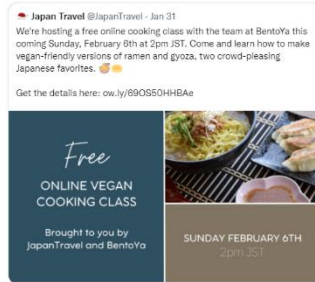 Japan Travel @JapanTravel · Jan 31
We're hosting a free online cooking class with the team at BentoYa this
coming Sunday, February 6th at 2pm JST. Come and learn how to make
vegan-friendly versions of ramen and gyoza, two crowd-pleasing
Japanese favorites.
Get the details here: ow.ly/69OS50HHBAe
Free
ONLINE VEGAN
COOKING CLASS
Brought to you by
JapanTravel and BentoYa
SUNDAY FEBRUARY 6TH
2pm JST